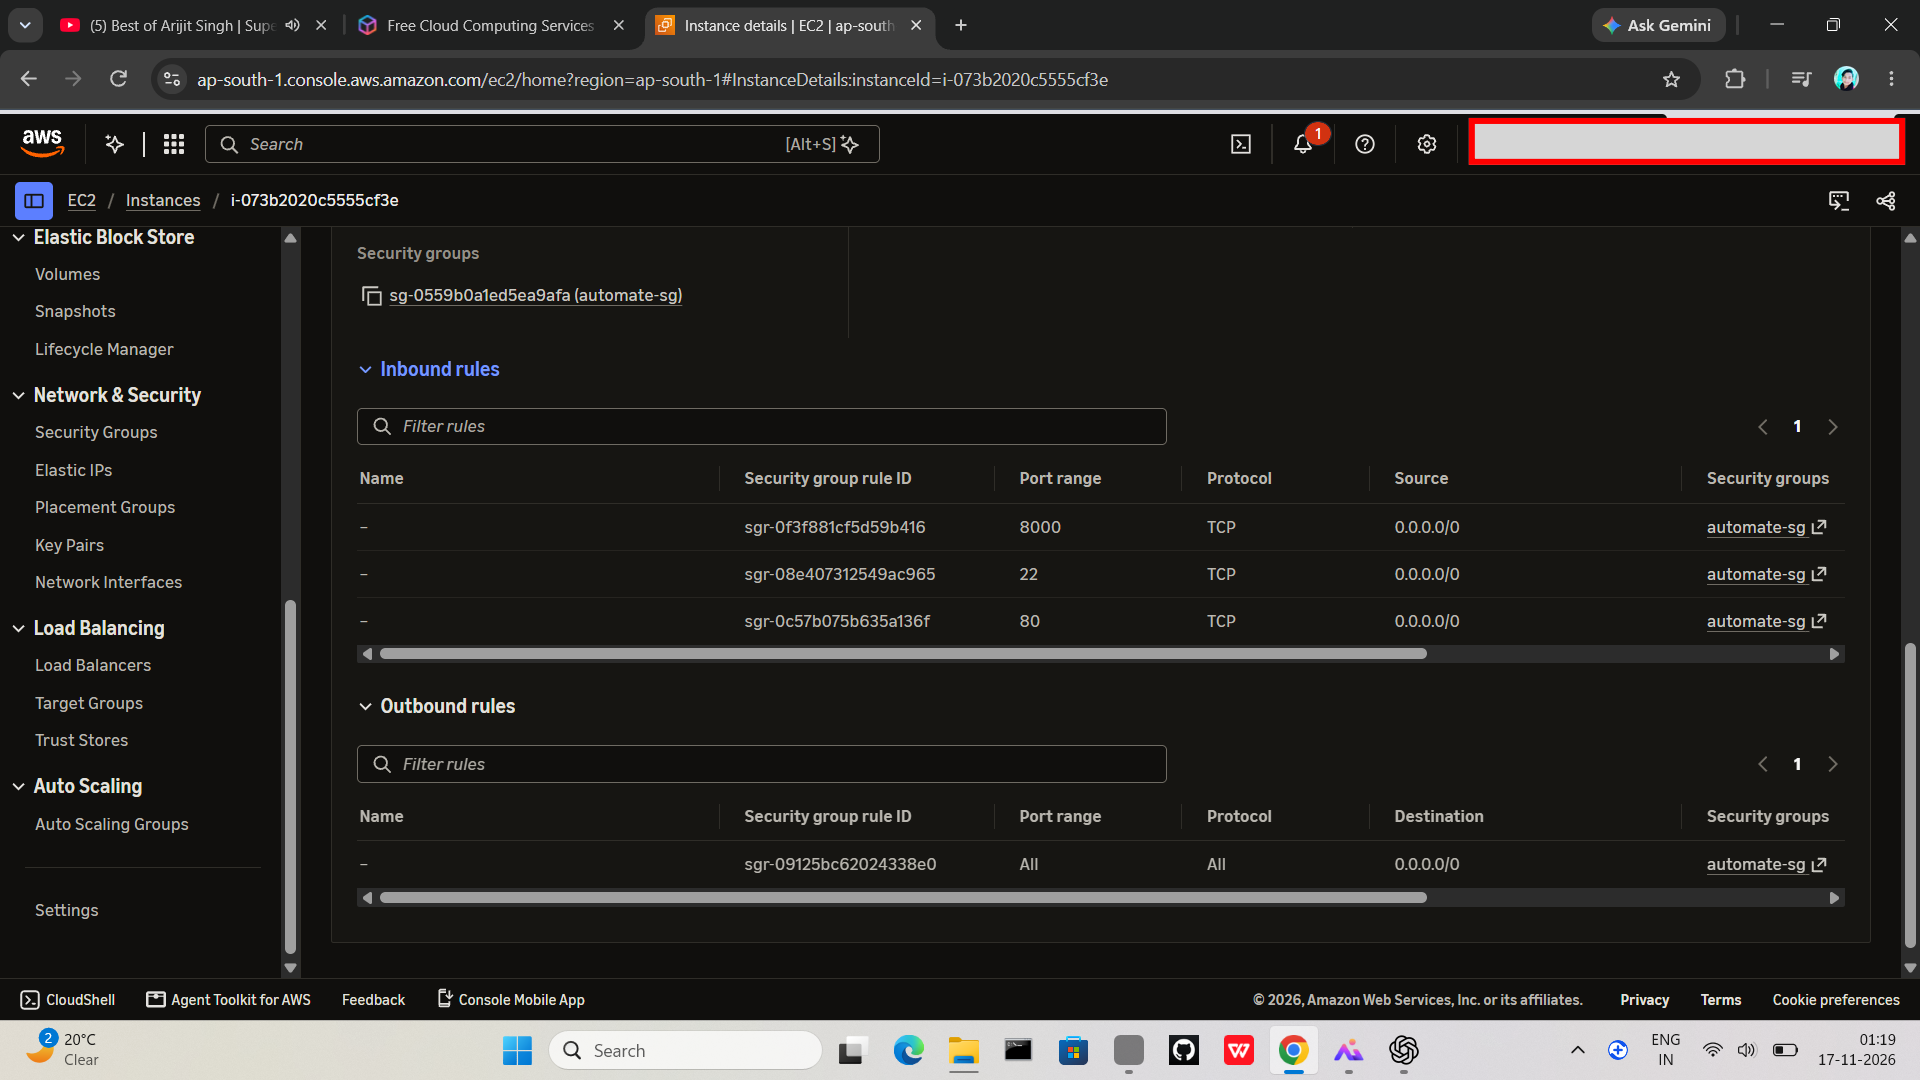 (5) Best of Arijit Singh | Supe
Free Cloud Computing Services
Instance details | EC2 | ap-south
Ask Gemini
ap-south-1.console.aws.amazon.com/ec2/home?region=ap-south-1#InstanceDetails:instanceId=i-073b2020c5555cf3e
aws
Search
[Alt+S]
1
EC2 / Instances / i-073b2020c5555cf3e
Elastic Block Store
Volumes
Snapshots
Lifecycle Manager
Network & Security
Security Groups
Elastic IPs
Placement Groups
Key Pairs
Network Interfaces
Load Balancing
Load Balancers
Target Groups
Trust Stores
Auto Scaling
Auto Scaling Groups
Settings
Security groups
sg-0559b0a1ed5ea9afa (automate-sg)
Inbound rules
Filter rules
1
Name Security group rule ID Port range Protocol Source Security groups
– sgr-0f3f881cf5d59b416 8000 TCP 0.0.0.0/0 automate-sg
– sgr-08e407312549ac965 22 TCP 0.0.0.0/0 automate-sg
– sgr-0c57b075b635a136f 80 TCP 0.0.0.0/0 automate-sg
Outbound rules
Filter rules
1
Name Security group rule ID Port range Protocol Destination Security groups
– sgr-09125bc62024338e0 All All 0.0.0.0/0 automate-sg
CloudShell Agent Toolkit for AWS Feedback Console Mobile App © 2026, Amazon Web Services, Inc. or its affiliates. Privacy Terms Cookie preferences
2
20°C
Clear
Search
W
ENG
IN
01:19
17-11-2026